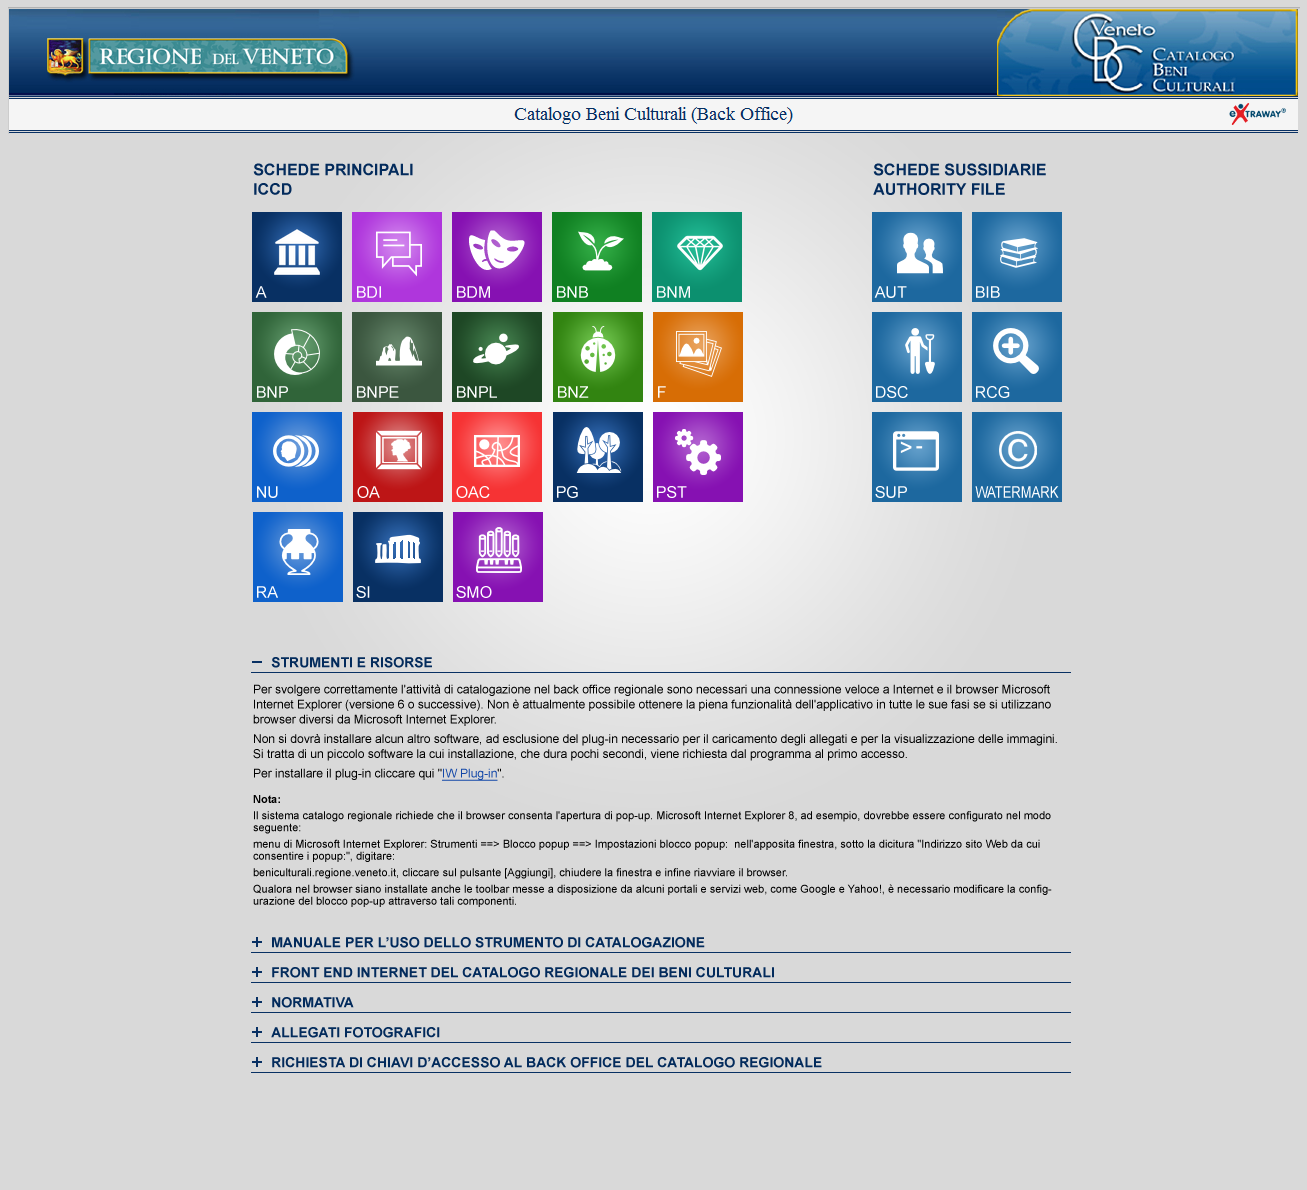 REGIONE DEL VENETO
Veneto
CBC
CATALOGO
BENI
CULTURALI
Catalogo Beni Culturali (Back Office)
eXTRAWAY®
SCHEDE PRINCIPALI
ICCD
SCHEDE SUSSIDIARIE
AUTHORITY FILE
A
BDI
BDM
BNB
BNM
AUT
BIB
BNP
BNPE
BNPL
BNZ
F
DSC
RCG
NU
OA
OAC
PG
PST
SUP
WATERMARK
RA
SI
SMO
– STRUMENTI E RISORSE
Per svolgere correttamente l'attività di catalogazione nel back office regionale sono necessari una connessione veloce a Internet e il browser Microsoft
Internet Explorer (versione 6 o successive). Non è attualmente possibile ottenere la piena funzionalità dell'applicativo in tutte le sue fasi se si utilizzano
browser diversi da Microsoft Internet Explorer.
Non si dovrà installare alcun altro software, ad esclusione del plug-in necessario per il caricamento degli allegati e per la visualizzazione delle immagini.
Si tratta di un piccolo software la cui installazione, che dura pochi secondi, viene richiesta dal programma al primo accesso.
Per installare il plug-in cliccare qui "IW Plug-in".
Nota:
Il sistema catalogo regionale richiede che il browser consenta l'apertura di pop-up. Microsoft Internet Explorer 8, ad esempio, dovrebbe essere configurato nel modo
seguente:
menu di Microsoft Internet Explorer: Strumenti ==> Blocco popup ==> Impostazioni blocco popup: nell'apposita finestra, sotto la dicitura "Indirizzo sito Web da cui
consentire i popup:", digitare:
beniculturali.regione.veneto.it, cliccare sul pulsante [Aggiungi], chiudere la finestra e infine riavviare il browser.
Qualora nel browser siano installate anche le toolbar messe a disposizione da alcuni portali e servizi web, come Google e Yahoo!, è necessario modificare la config-
urazione del blocco pop-up attraverso tali componenti.
+ MANUALE PER L’USO DELLO STRUMENTO DI CATALOGAZIONE
+ FRONT END INTERNET DEL CATALOGO REGIONALE DEI BENI CULTURALI
+ NORMATIVA
+ ALLEGATI FOTOGRAFICI
+ RICHIESTA DI CHIAVI D’ACCESSO AL BACK OFFICE DEL CATALOGO REGIONALE